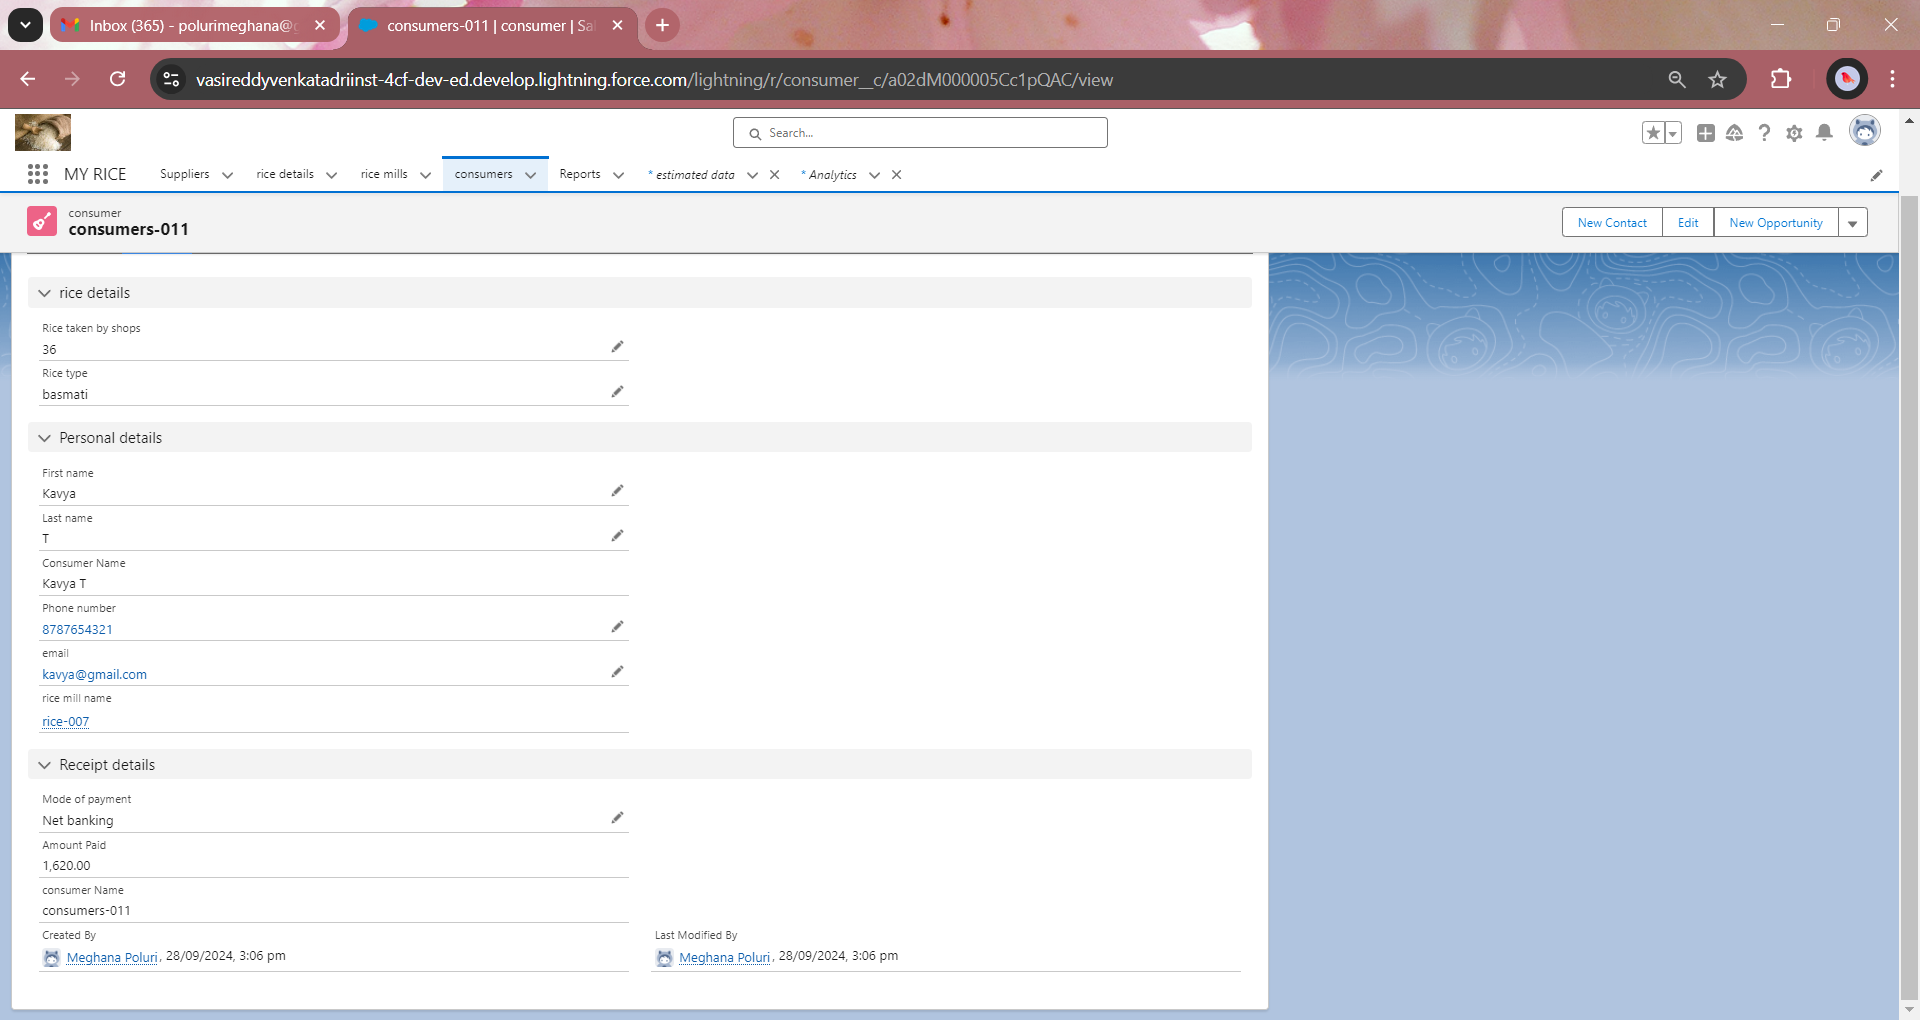 Inbox (365) - polurimeghana@g
consumers-011 | consumer | Sa
vasireddyvenkatadriinst-4cf-dev-ed.develop.lightning.force.com/lightning/r/consumer__c/a02dM000005Cc1pQAC/view
Search...
MY RICE
Suppliers
rice details
rice mills
consumers
Reports
* estimated data
* Analytics
consumer
consumers-011
New Contact
Edit
New Opportunity
rice details
Rice taken by shops
36
Rice type
basmati
Personal details
First name
Kavya
Last name
T
Consumer Name
Kavya T
Phone number
8787654321
email
kavya@gmail.com
rice mill name
rice-007
Receipt details
Mode of payment
Net banking
Amount Paid
1,620.00
consumer Name
consumers-011
Created By
Meghana Poluri, 28/09/2024, 3:06 pm
Last Modified By
Meghana Poluri, 28/09/2024, 3:06 pm